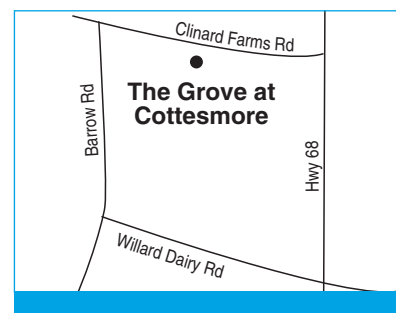 Clinard Farms Rd
The Grove at
Cottesmore
Barrow Rd
Hwy 68
Willard Dairy Rd